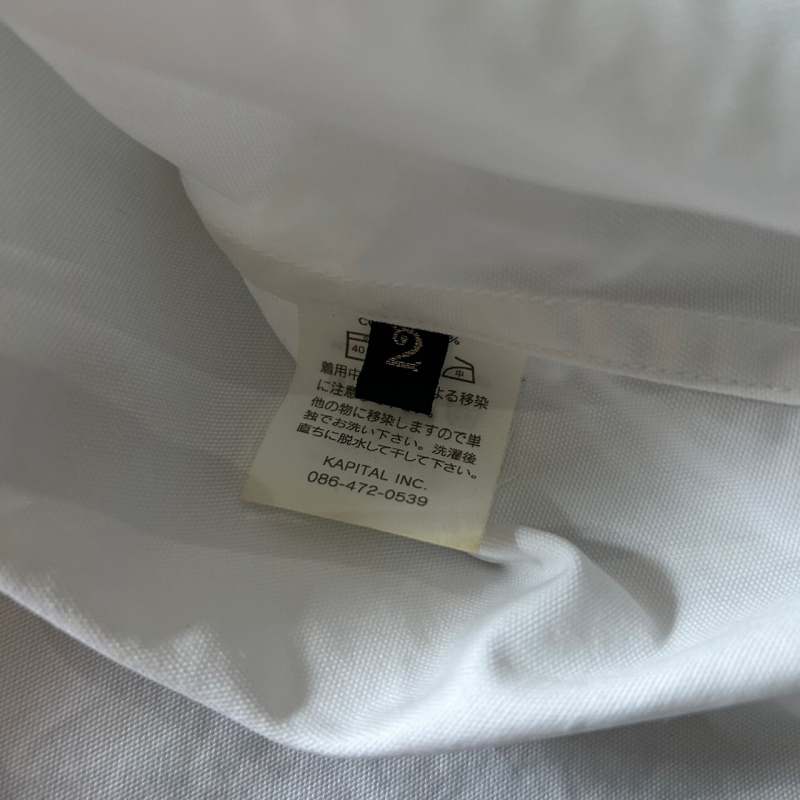 2
%
40
中
着用中 よる移染
に注意
他の物に移染しますので単
独でお洗い下さい。洗濯後
直ちに脱水して干して下さい。
KAPITAL INC.
086-472-0539